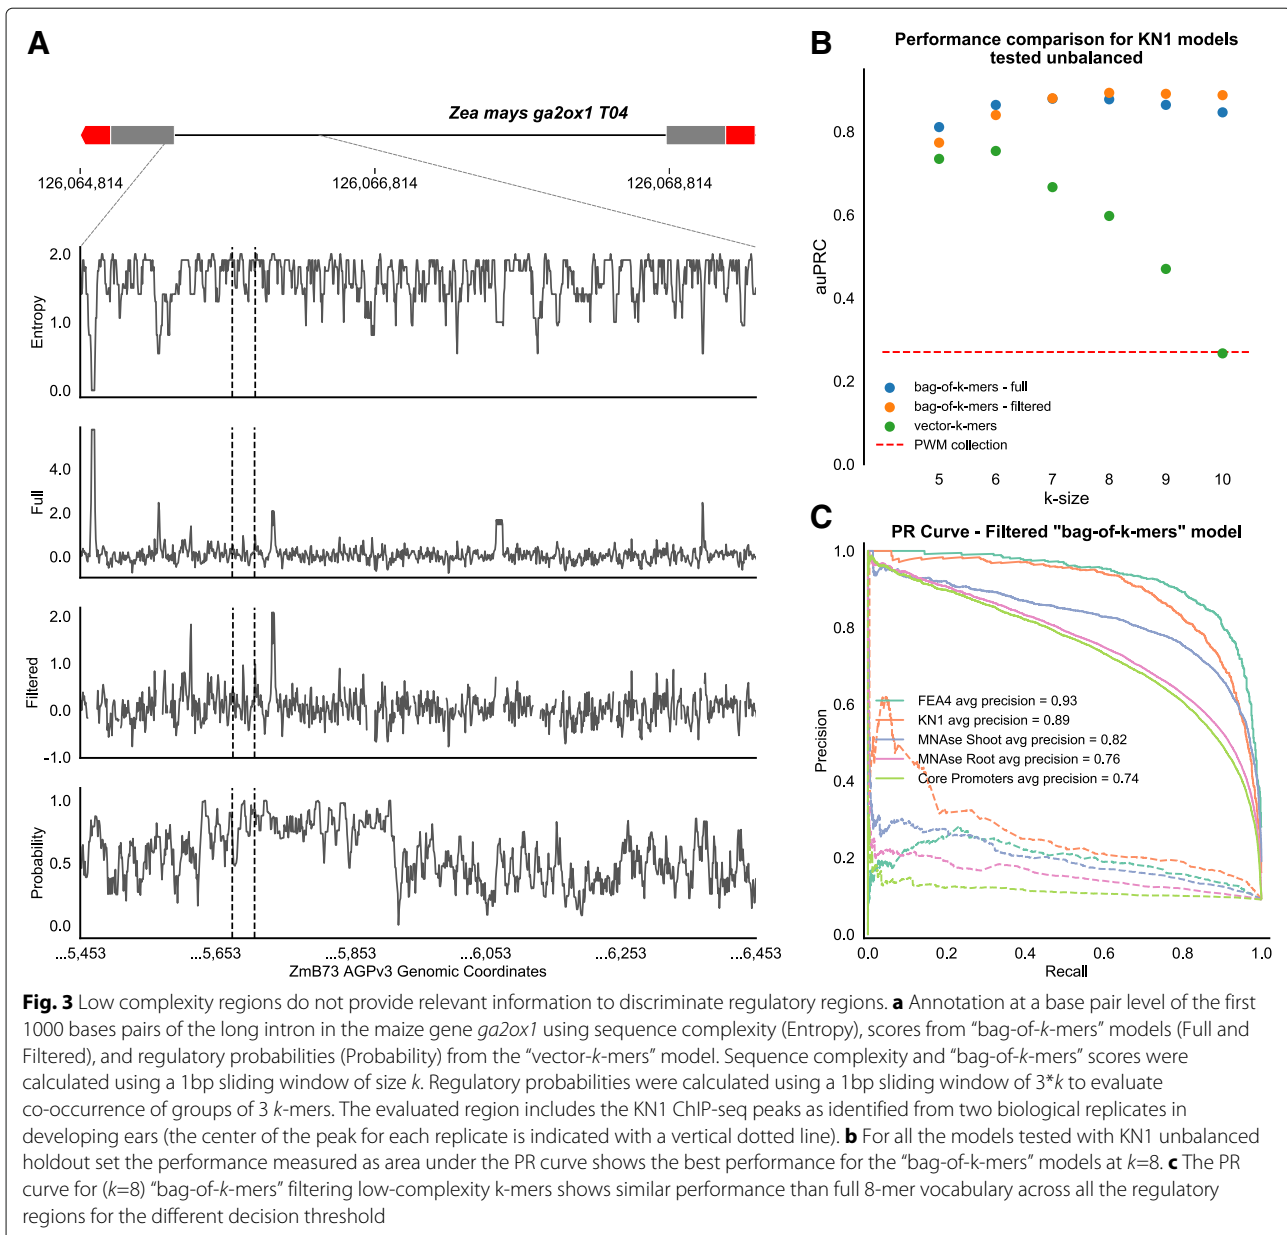 A
Zea mays ga2ox1 T04
126,064,814
126,066,814
126,068,814
Entropy
2.0
1.0
0.0
Full
4.0
2.0
0.0
Filtered
2.0
1.0
0.0
-1.0
Probability
1.0
0.5
0.0
...5,453
...5,653
...5,853
...6,053
...6,253
...6,453
ZmB73 AGPv3 Genomic Coordinates
B
Performance comparison for KN1 models
tested unbalanced
auPRC
0.8
0.6
0.4
0.2
0.0
bag-of-k-mers - full
bag-of-k-mers - filtered
vector-k-mers
PWM collection
5
6
7
8
9
10
k-size
C
PR Curve - Filtered "bag-of-k-mers" model
Precision
1.0
0.8
0.6
0.4
0.2
0.0
FEA4 avg precision = 0.93
KN1 avg precision = 0.89
MNAse Shoot avg precision = 0.82
MNAse Root avg precision = 0.76
Core Promoters avg precision = 0.74
0.0
0.2
0.4
0.6
0.8
1.0
Recall
Fig. 3 Low complexity regions do not provide relevant information to discriminate regulatory regions. a Annotation at a base pair level of the first
1000 bases pairs of the long intron in the maize gene ga2ox1 using sequence complexity (Entropy), scores from “bag-of-k-mers” models (Full and
Filtered), and regulatory probabilities (Probability) from the “vector-k-mers” model. Sequence complexity and “bag-of-k-mers” scores were
calculated using a 1bp sliding window of size k. Regulatory probabilities were calculated using a 1bp sliding window of 3*k to evaluate
co-occurrence of groups of 3 k-mers. The evaluated region includes the KN1 ChIP-seq peaks as identified from two biological replicates in
developing ears (the center of the peak for each replicate is indicated with a vertical dotted line). b For all the models tested with KN1 unbalanced
holdout set the performance measured as area under the PR curve shows the best performance for the “bag-of-k-mers” models at k=8. c The PR
curve for (k=8) “bag-of-k-mers” filtering low-complexity k-mers shows similar performance than full 8-mer vocabulary across all the regulatory
regions for the different decision threshold